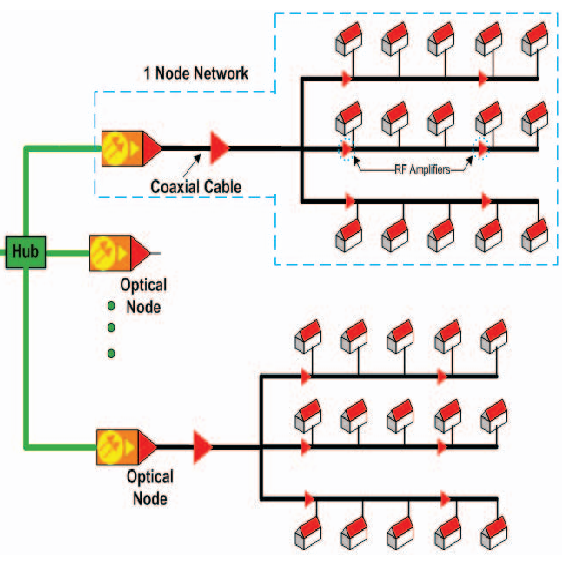 1 Node Network
Coaxial Cable
RF Amplifiers
Hub
Optical
Node
Optical
Node